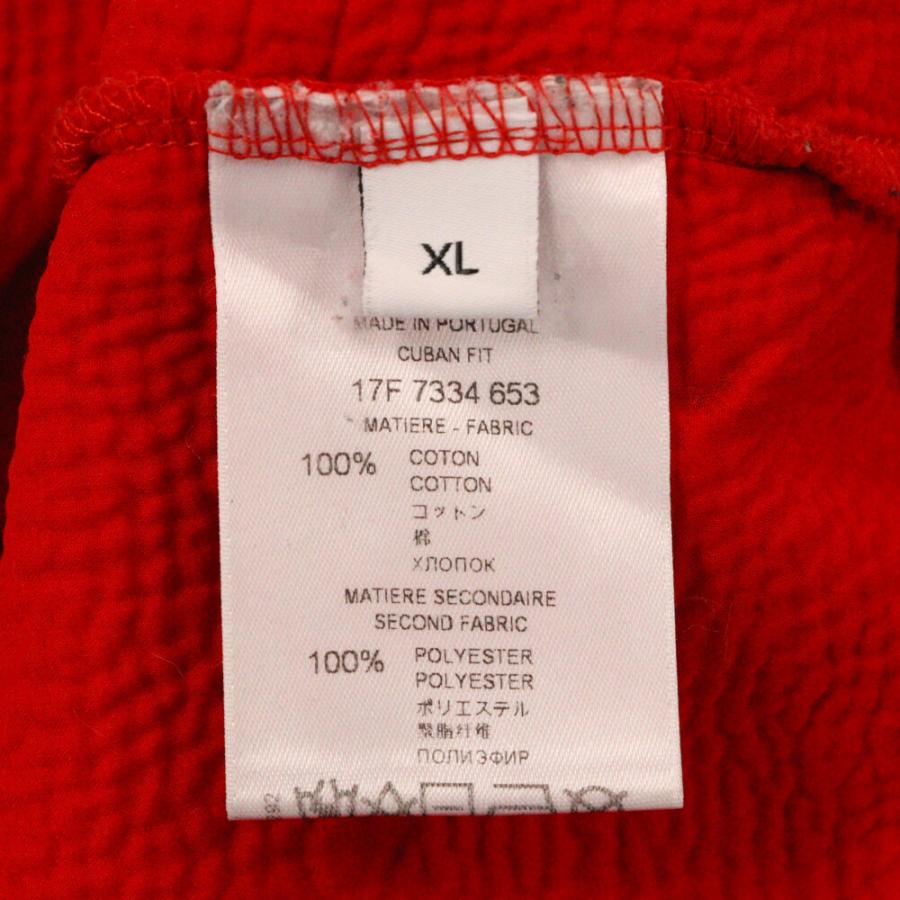 XL
MADE IN PORTUGAL
CUBAN FIT
17F 7334 653
MATIERE - FABRIC
100% COTON
COTTON
コットン
棉
ХЛОПОК
MATIERE SECONDAIRE
SECOND FABRIC
100% POLYESTER
POLYESTER
ポリエステル
聚脂纤维
ПОЛИЭФИР